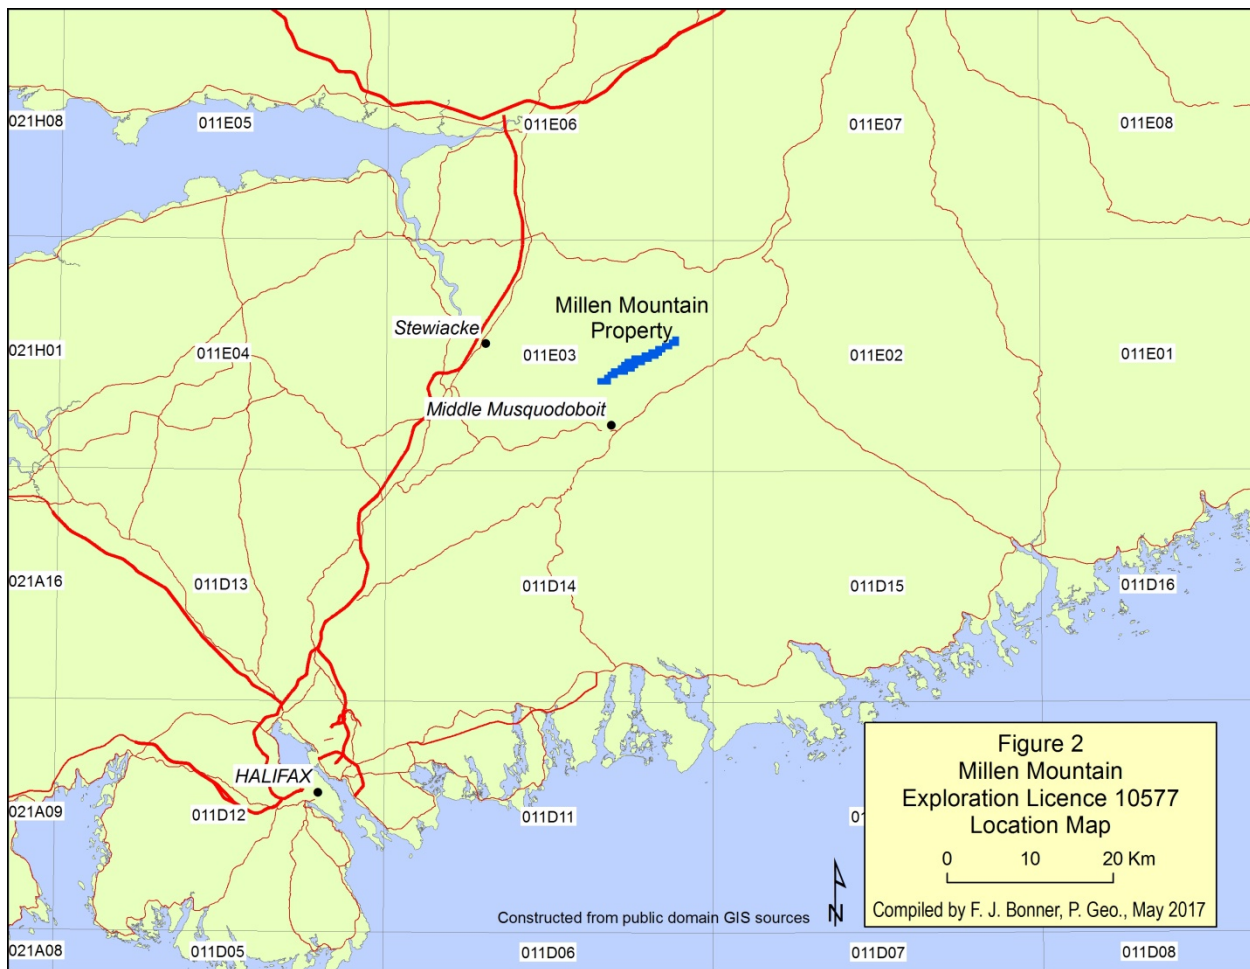 021H08
011E05
011E06
011E07
011E08
Millen Mountain
Property
Stewiacke
021H01
011E04
011E03
011E02
011E01
Middle Musquodoboit
021A16
011D13
011D14
011D15
011D16
HALIFAX
021A09
011D12
011D11
Figure 2
Millen Mountain
Exploration Licence 10577
Location Map
0 10 20 Km
Compiled by F. J. Bonner, P. Geo., May 2017
N
Constructed from public domain GIS sources
021A08
011D05
011D06
011D07
011D08